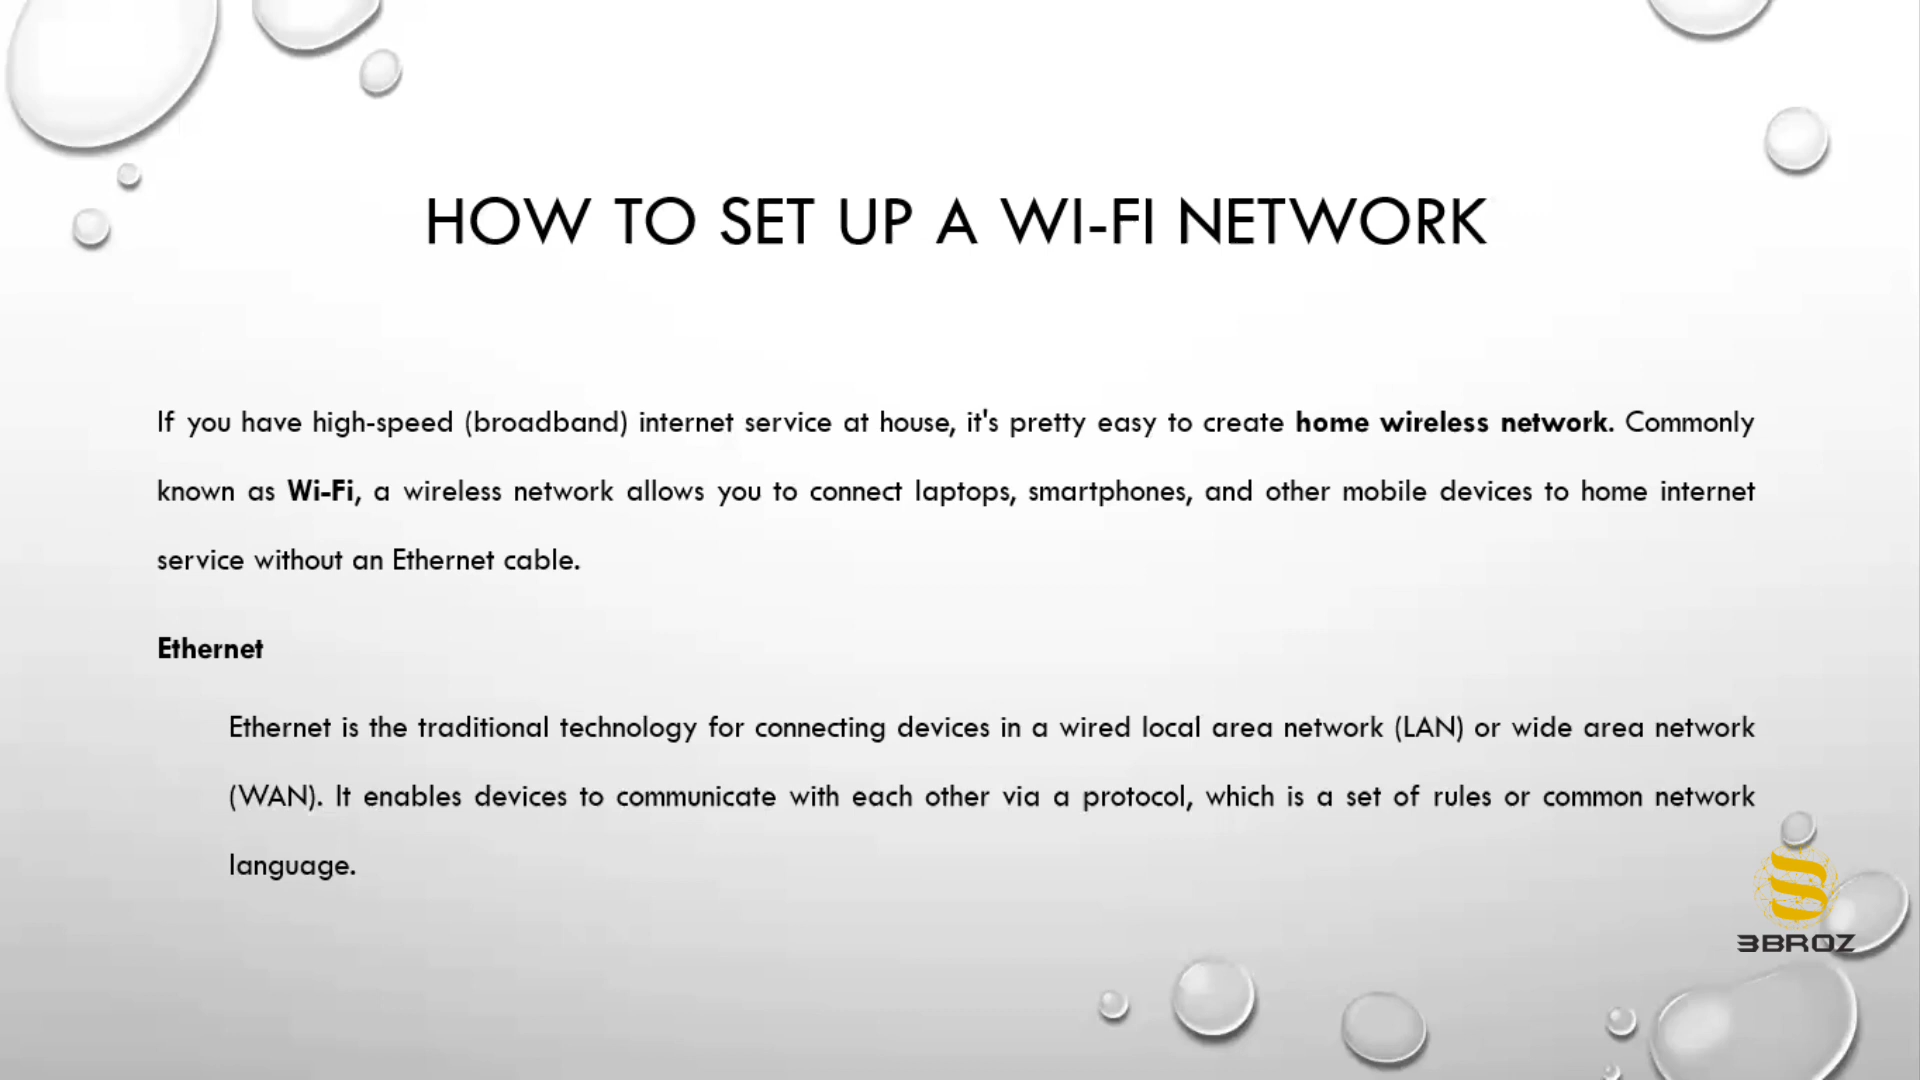 HOW TO SET UP A WI-FI NETWORK
If you have high-speed (broadband) internet service at house, it's pretty easy to create home wireless network. Commonly
known as Wi-Fi, a wireless network allows you to connect laptops, smartphones, and other mobile devices to home internet
service without an Ethernet cable.
Ethernet
Ethernet is the traditional technology for connecting devices in a wired local area network (LAN) or wide area network
(WAN). It enables devices to communicate with each other via a protocol, which is a set of rules or common network
language.
3BROZ